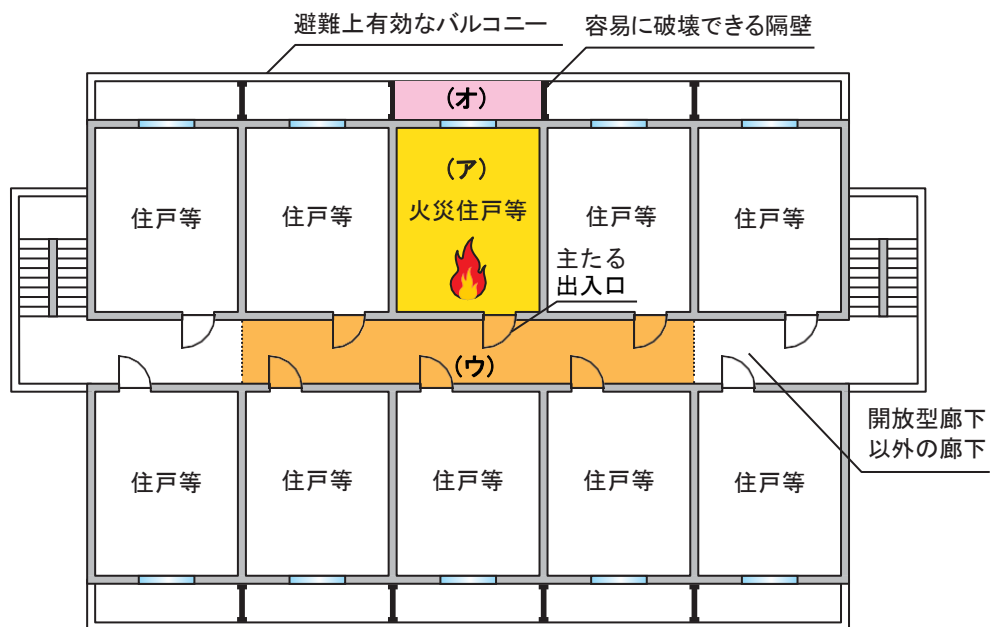 避難上有効なバルコニー
容易に破壊できる隔壁
(オ)
(ア)
住戸等
住戸等
火災住戸等
住戸等
住戸等
主たる
出入口
(ウ)
開放型廊下
以外の廊下
住戸等
住戸等
住戸等
住戸等
住戸等